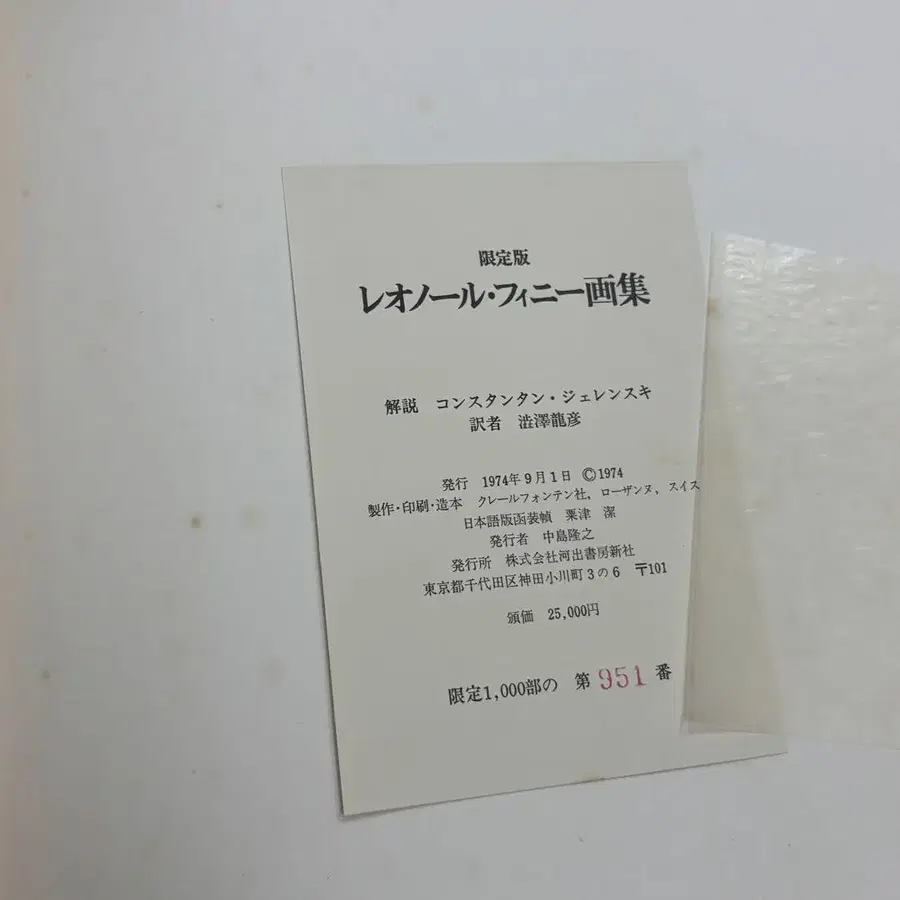 限定版
レオノール・フィニー画集
解説 コンスタンタン・ジェレンスキ
訳者 澁澤龍彦
発行 1974年9月1日 ©1974
製作・印刷・造本 クレールフォンテン社，ローザンヌ，スイス
日本語版函装幀 粟津 潔
発行者 中島隆之
発行所 株式会社河出書房新社
東京都千代田区神田小川町3の6 〒101
頒価 25,000円
限定1,000部の 第 951 番